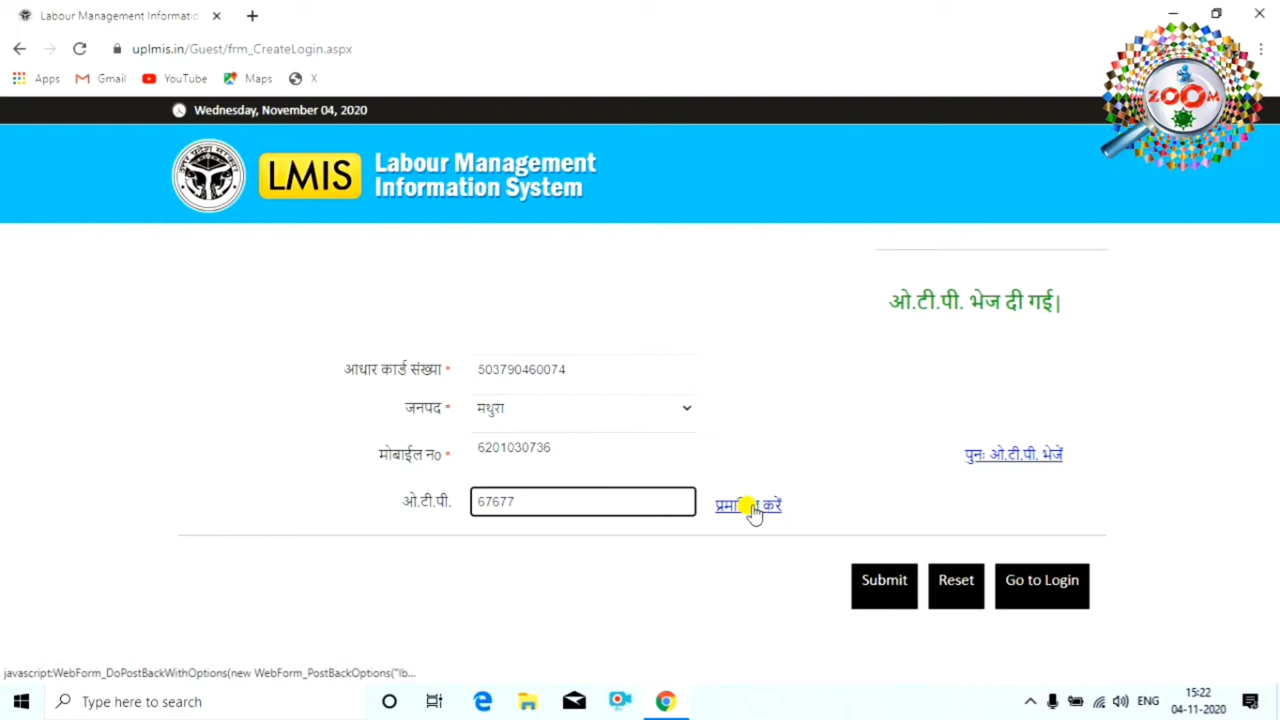 Labour Management Informatic
uplmis.in/Guest/frm_CreateLogin.aspx
Apps Gmail YouTube Maps X
ZOOM
Wednesday, November 04, 2020
LMIS Labour Management
Information System
ओ.टी.पी. भेज दी गई|
आधार कार्ड संख्या * 503790460074
जनपद * मथुरा
मोबाईल न० * 6201030736
पुनः ओ.टी.पी. भेजें
ओ.टी.पी. 67677 करें
Submit Reset Go to Login
javascript:WebForm_DoPostBackWithOptions(new WebForm_PostBackOptions("lb...
Type here to search
ENG
15:22
04-11-2020